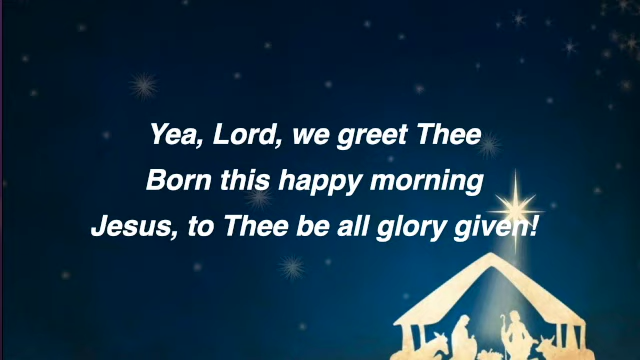 Yea, Lord, we greet Thee
Born this happy morning
Jesus, to Thee be all glory given!